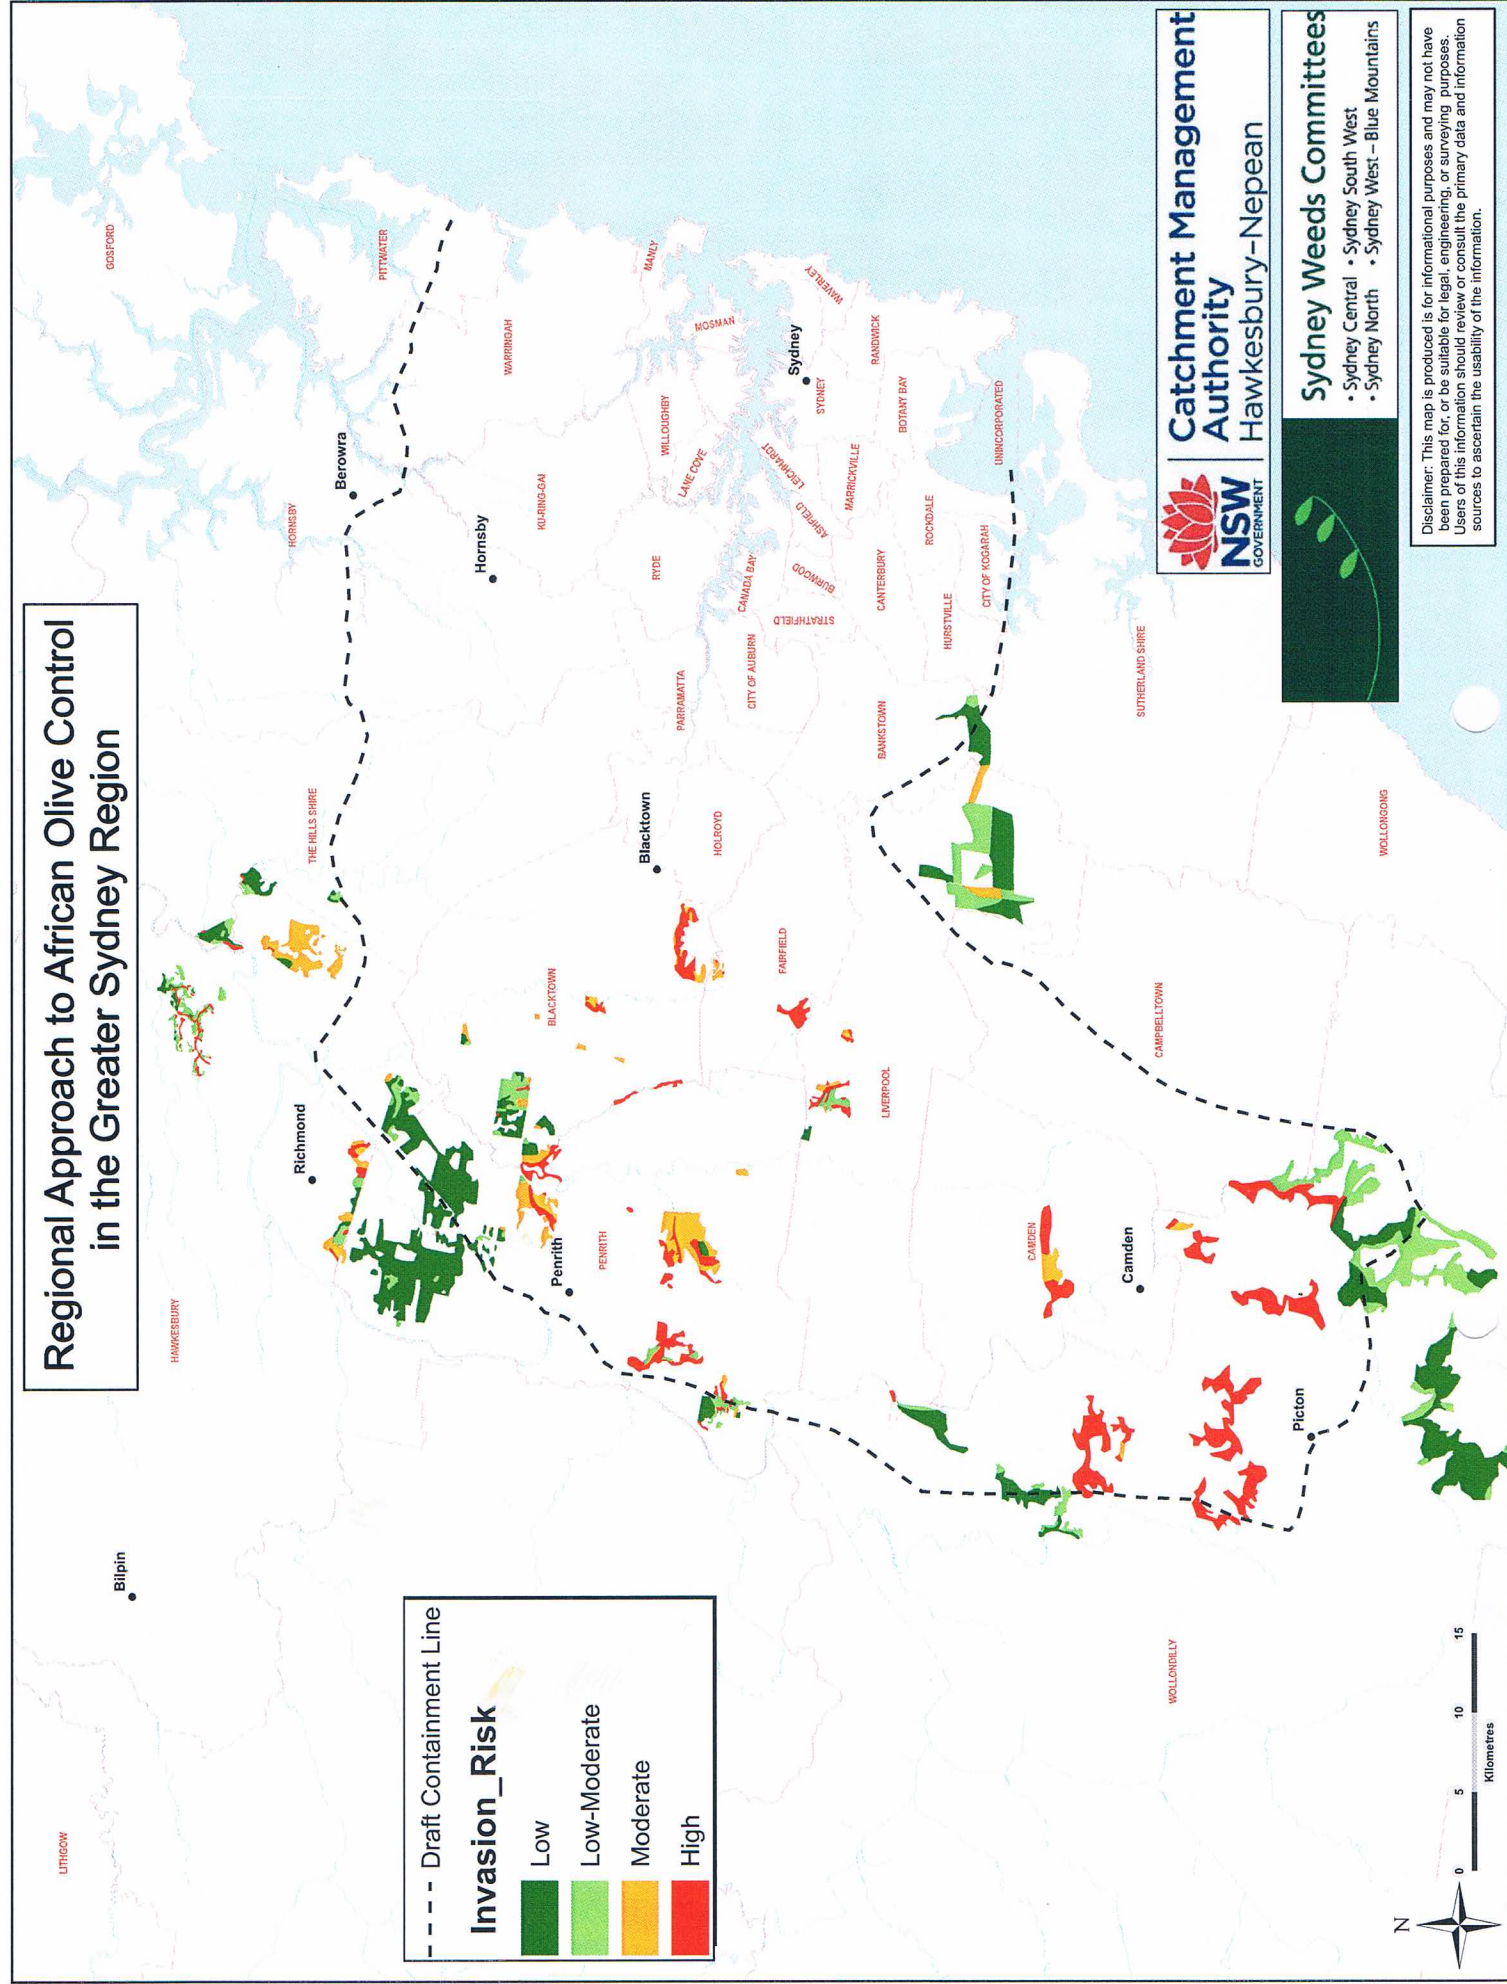 Regional Approach to African Olive Control
in the Greater Sydney Region
LITHGOW
Bilpin
HAWKESBURY
Richmond
THE HILLS SHIRE
HORNSBY
Berowra
GOSFORD
PITTWATER
Hornsby
KU-RING-GAI
WARRINGAH
BLACKTOWN
Penrith
PENRITH
Blacktown
HOLROYD
PARRAMATTA
RYDE
WILLOUGHBY
LANE COVE
MANLY
MOSMAN
CITY OF AUBURN
CANADA BAY
LEICHHARDT
STRATHFIELD
BURWOOD
ASHFIELD
Sydney
SYDNEY
WAVERLEY
FAIRFIELD
MARRICKVILLE
RANDWICK
LIVERPOOL
BANKSTOWN
CANTERBURY
BOTANY BAY
ROCKDALE
HURSTVILLE
CITY OF KOGARAH
UNINCORPORATED
CAMDEN
Camden
CAMPBELLTOWN
SUTHERLAND SHIRE
WOLLONDILLY
Picton
WOLLONGONG
Draft Containment Line
Invasion_Risk
Low
Low-Moderate
Moderate
High
N
0 5 10 15
Kilometres
NSW
GOVERNMENT
Catchment Management
Authority
Hawkesbury–Nepean
Sydney Weeds Committees
• Sydney Central • Sydney South West
• Sydney North • Sydney West – Blue Mountains
Disclaimer: This map is produced is for informational purposes and may not have
been prepared for, or be suitable for legal, engineering, or surveying purposes.
Users of this information should review or consult the primary data and information
sources to ascertain the usability of the information.